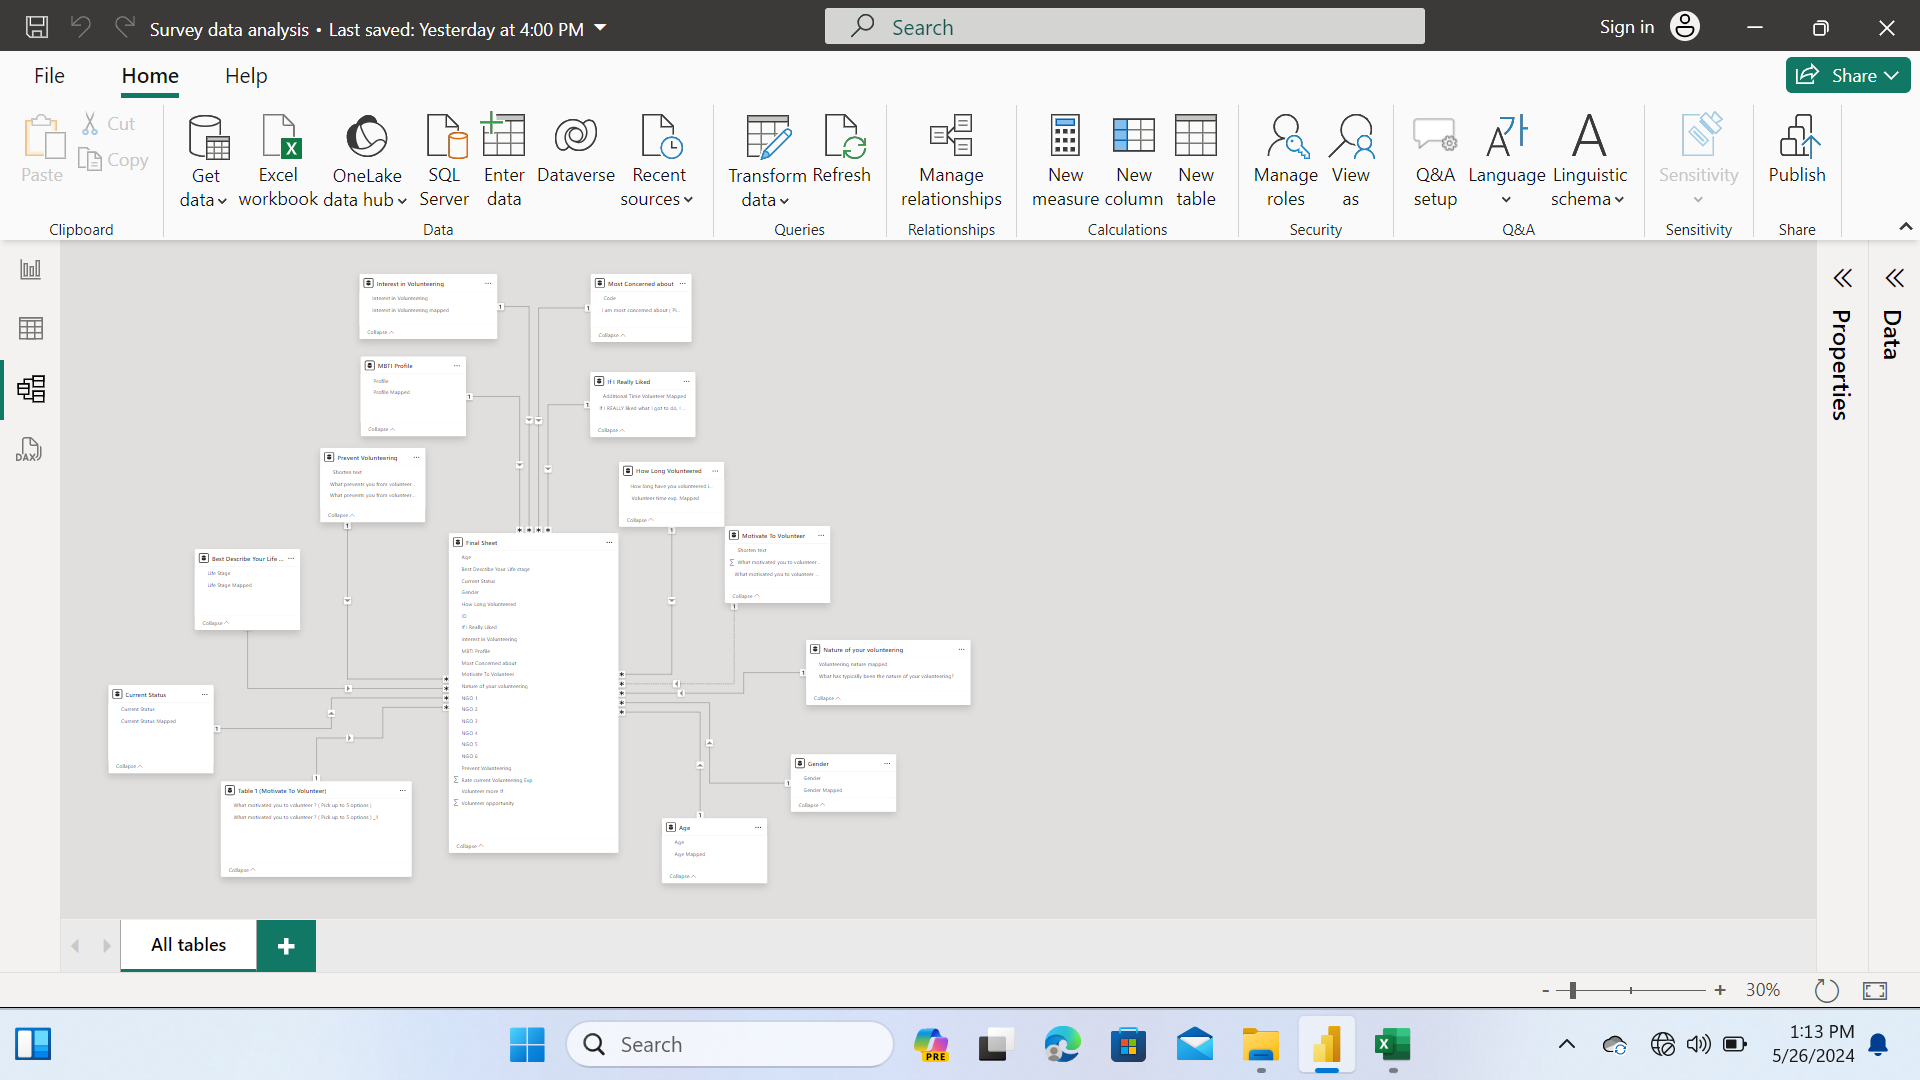 Survey data analysis • Last saved: Yesterday at 4:00 PM
Search
Sign in
File
Home
Help
Share
Paste
Cut
Copy
Get data
Excel workbook
OneLake data hub
SQL Server
Enter data
Dataverse
Recent sources
Transform data
Refresh
Manage relationships
New measure
New column
New table
Manage roles
View as
Q&A setup
Language
Linguistic schema
Sensitivity
Publish
Clipboard
Data
Queries
Relationships
Calculations
Security
Q&A
Sensitivity
Share
Properties
Data
DAX
Interest in Volunteering
Interest in Volunteering
Interest in Volunteering mapped
Collapse
Most Concerned about
Code
I am most concerned about ( Pi...
Collapse
MBTI Profile
Profile
Profile Mapped
Collapse
If I Really Liked
Additional Time Volunteer Mapped
If I REALLY liked what I got to do, I ...
Collapse
Prevent Volunteering
Shorten text
What prevents you from volunteer...
What prevents you from volunteer...
Collapse
How Long Volunteered
How long have you volunteered i...
Volunteer time exp. Mapped
Collapse
Motivate To Volunteer
Shorten text
What motivated you to volunteer...
What motivated you to volunteer ...
Collapse
Best Describe Your Life ...
Life Stage
Life Stage Mapped
Collapse
Final Sheet
Age
Best Describe Your Life stage
Current Status
Gender
How Long Volunteered
ID
If I Really Liked
Interest in Volunteering
MBTI Profile
Most Concerned about
Motivate To Volunteer
Nature of your volunteering
NGO 1
NGO 2
NGO 3
NGO 4
NGO 5
NGO 6
Prevent Volunteering
Rate current Volunteering Exp
Volunteer more If
Volunteer opportunity
Collapse
Nature of your volunteering
Volunteering nature mapped
What has typically been the nature of your volunteering?
Collapse
Current Status
Current Status
Current Status Mapped
Collapse
Gender
Gender
Gender Mapped
Collapse
Table 1 (Motivate To Volunteer)
What motivated you to volunteer ? ( Pick up to 5 options )
What motivated you to volunteer ? ( Pick up to 5 options ) _1
Collapse
Age
Age
Age Mapped
Collapse
All tables
30%
Search
PRE
1:13 PM
5/26/2024